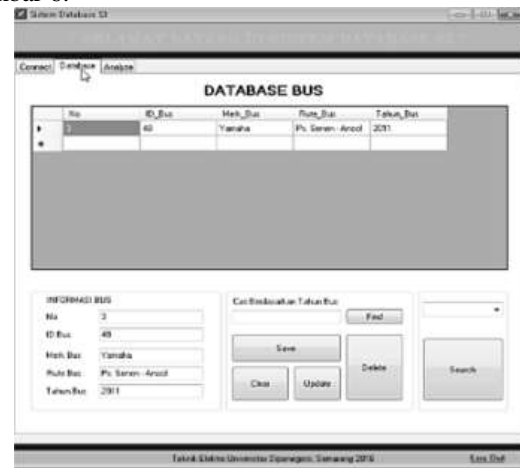 Sistem Database S1
Connect Database Analyze
DATABASE BUS
No ID_Bus Merk_Bus Rute_Bus Tahun_Bus
3 48 Yamaha Ps. Senen - Ancol 2011
INFORMASI BUS
No 3
ID Bus 48
Merk Bus Yamaha
Rute Bus Ps. Senen - Ancol
Tahun Bus 2011
Cari Berdasarkan Tahun Bus
Find
Save
Clear Update
Delete
Search
Teknik Elektro Universitas Diponegoro, Semarang 2016 Log Out